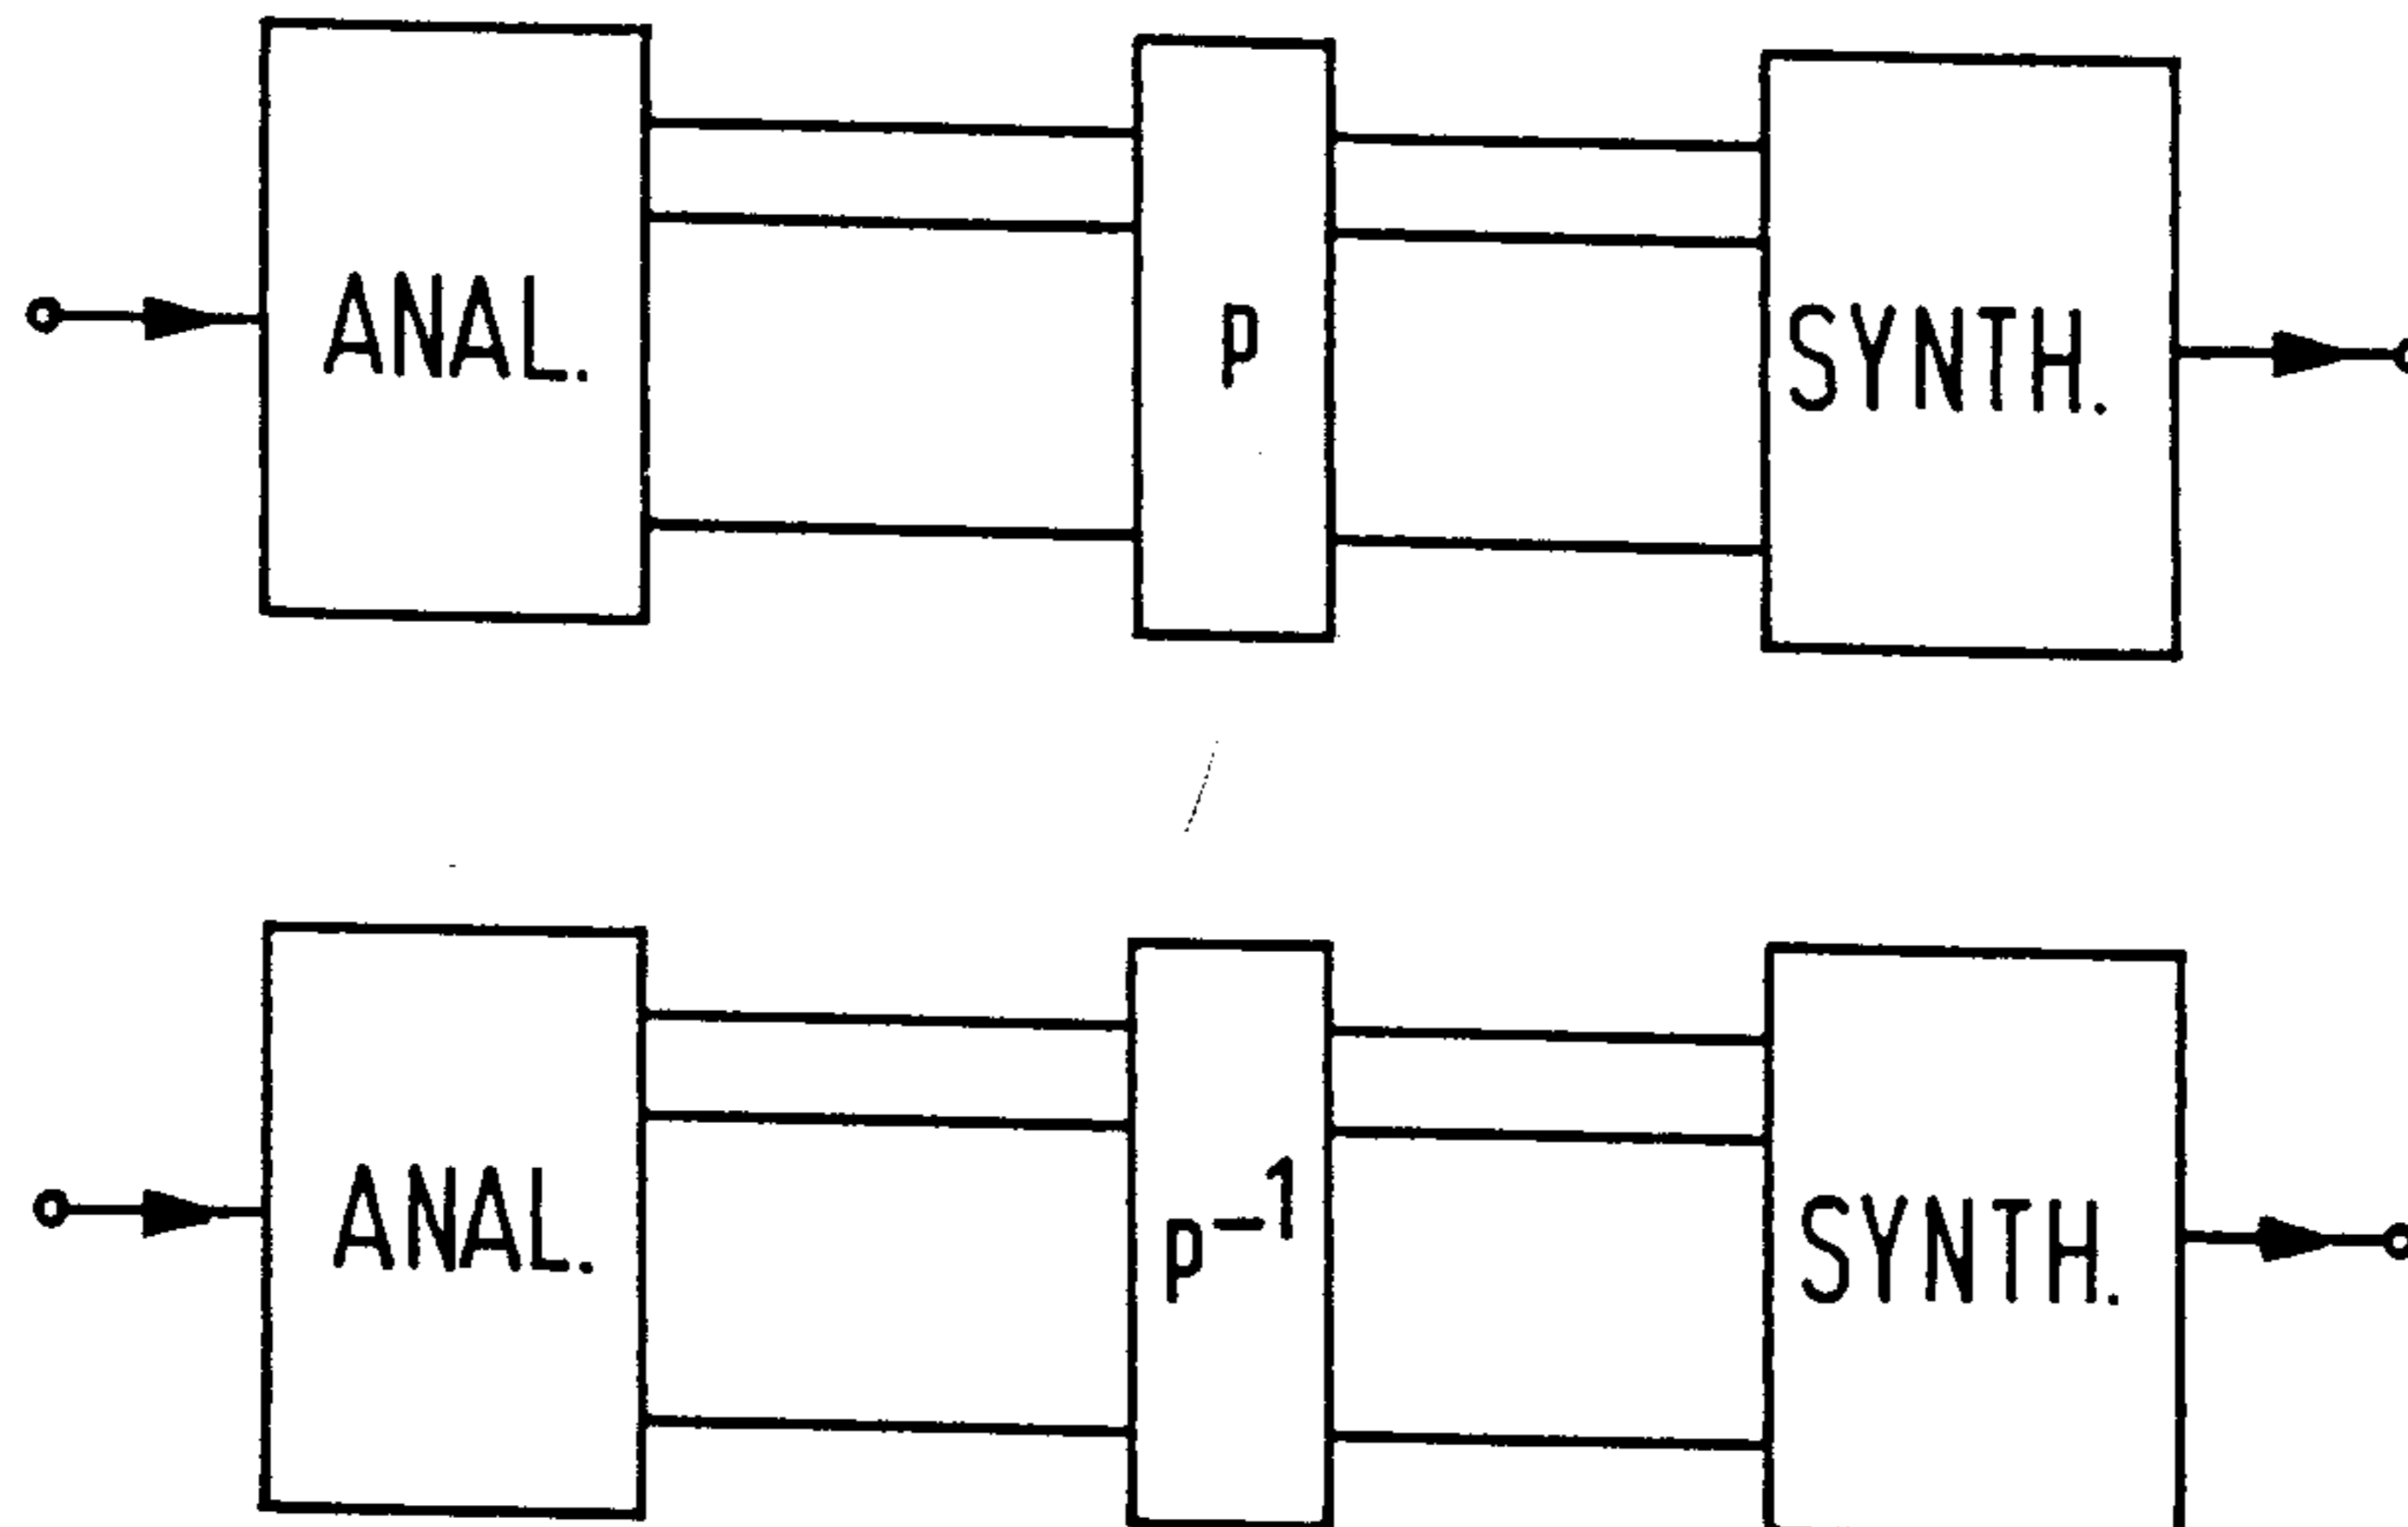 ANAL.
p
SYNTH.
ANAL.
p⁻¹
SYNTH.